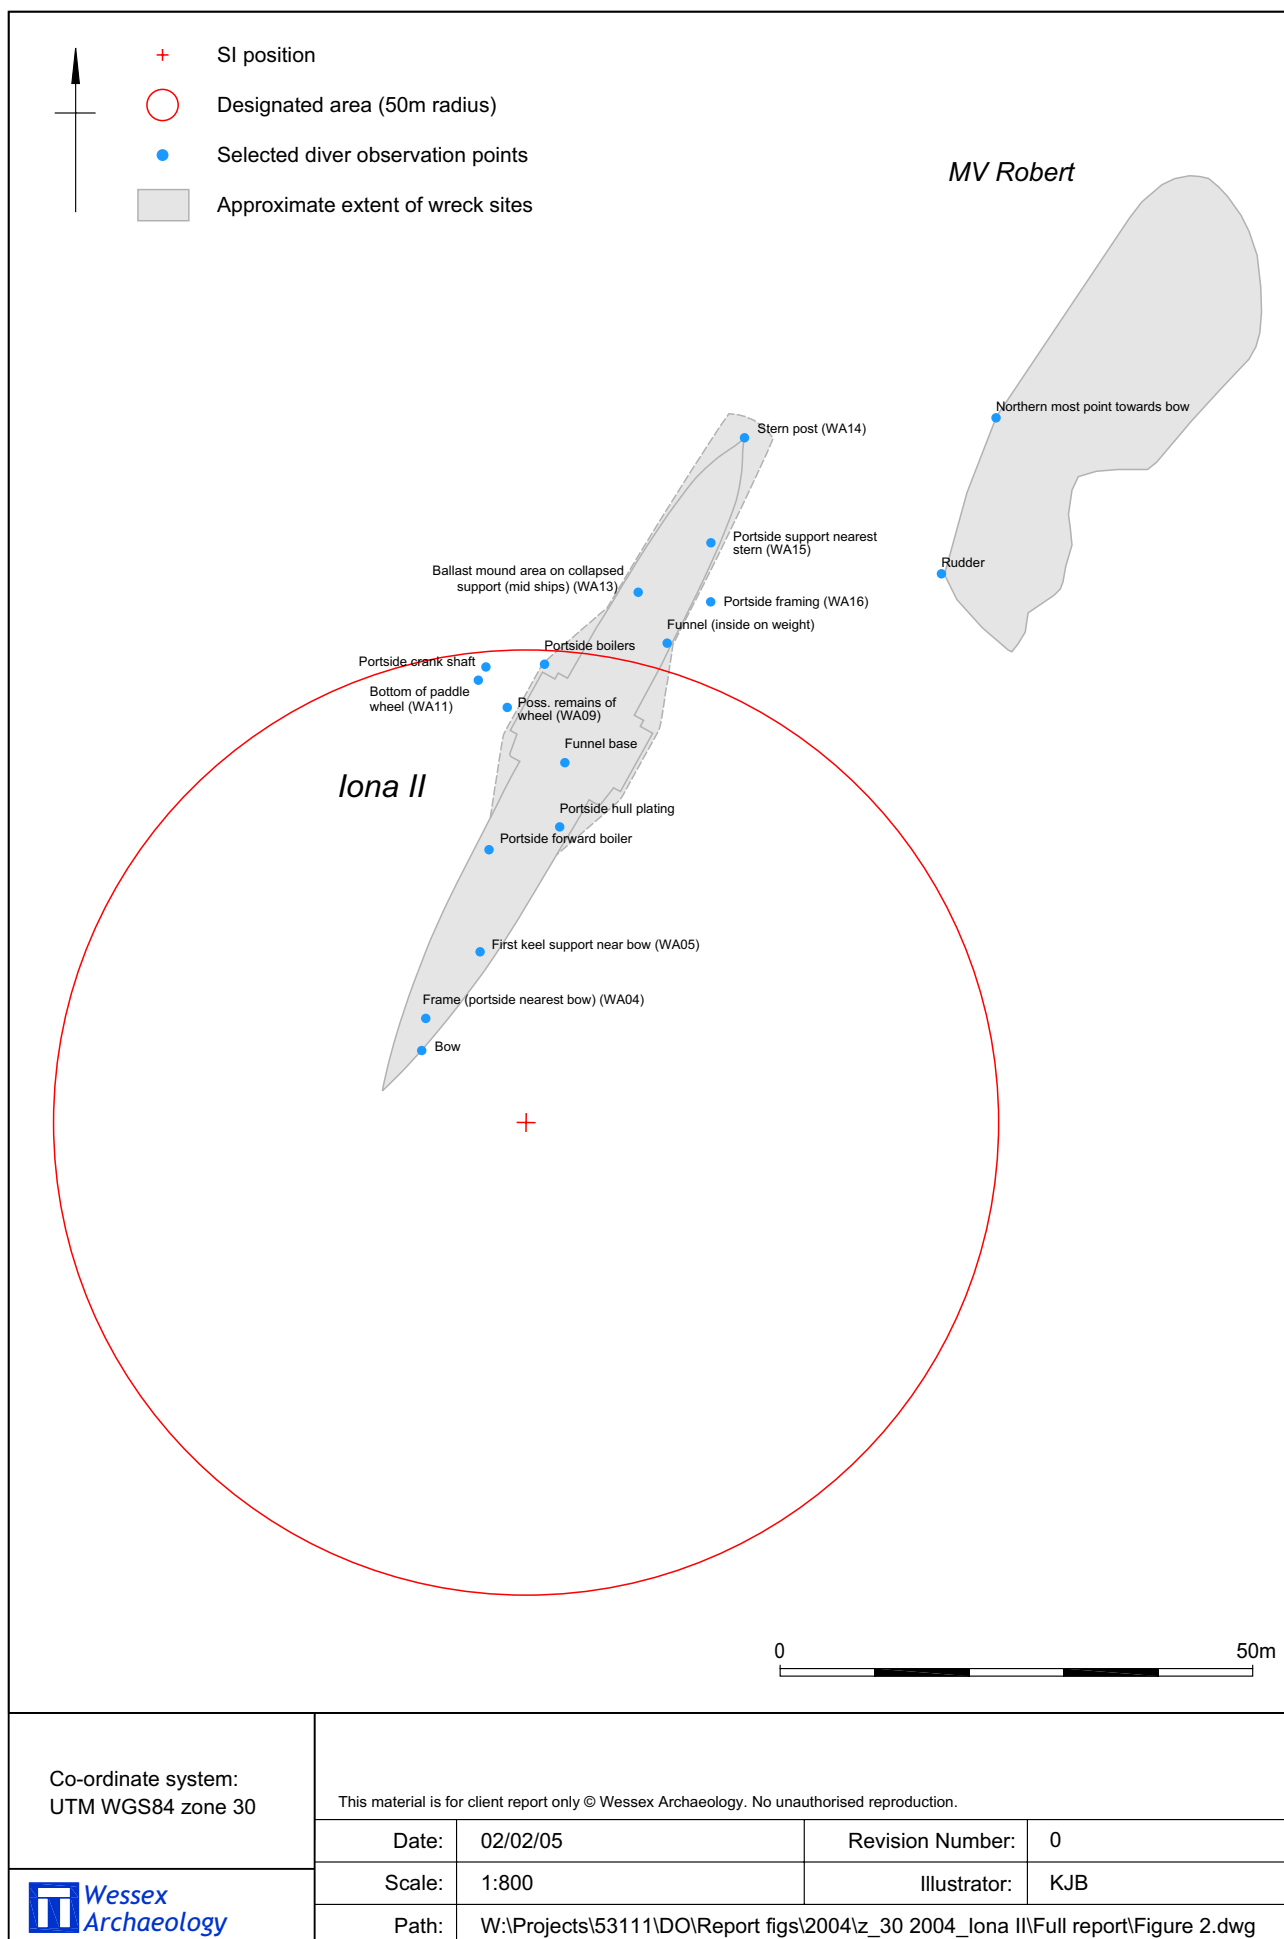 SI position
Designated area (50m radius)
Selected diver observation points
Approximate extent of wreck sites
MV Robert
Northern most point towards bow
Stern post (WA14)
Portside support nearest
stern (WA15)
Rudder
Ballast mound area on collapsed
support (mid ships) (WA13)
Portside framing (WA16)
Funnel (inside on weight)
Portside boilers
Portside crank shaft
Bottom of paddle
wheel (WA11)
Poss. remains of
wheel (WA09)
Funnel base
Iona II
Portside hull plating
Portside forward boiler
First keel support near bow (WA05)
Frame (portside nearest bow) (WA04)
Bow
0 50m
Co-ordinate system:
UTM WGS84 zone 30
This material is for client report only © Wessex Archaeology. No unauthorised reproduction.
Date: 02/02/05 Revision Number: 0
Scale: 1:800 Illustrator: KJB
Path: W:\Projects\53111\DO\Report figs\2004\z_30 2004_Iona II\Full report\Figure 2.dwg
Wessex
Archaeology